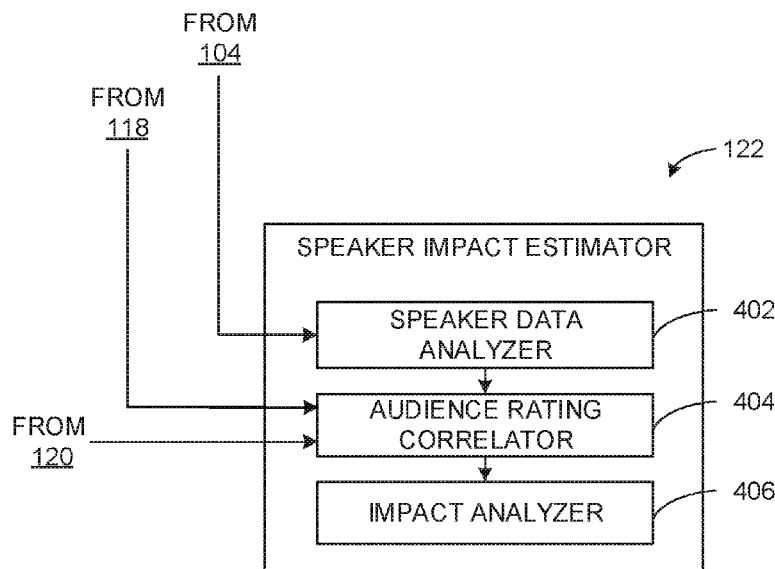 FROM
104
FROM
118
122
SPEAKER IMPACT ESTIMATOR
SPEAKER DATA
ANALYZER
402
AUDIENCE RATING
CORRELATOR
404
FROM
120
IMPACT ANALYZER
406